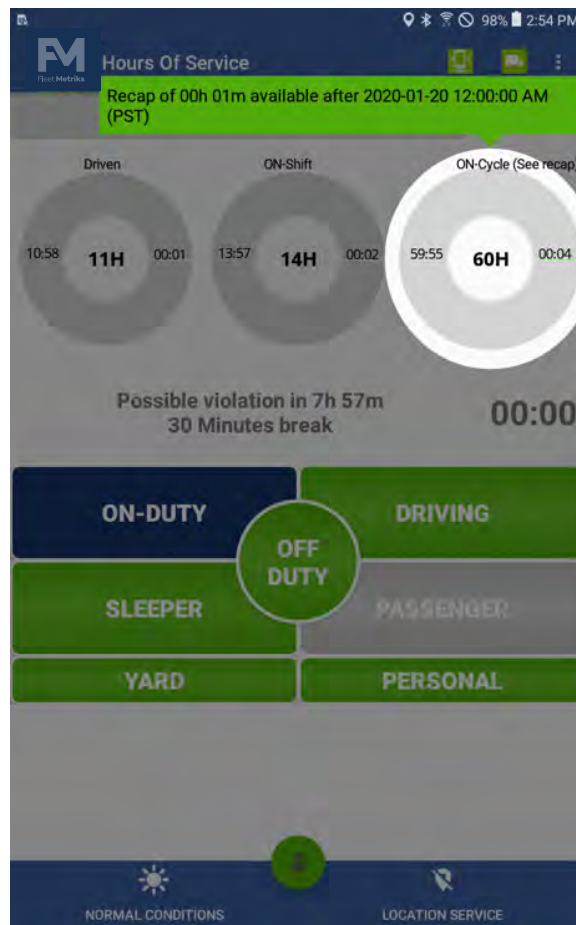 98% 2:54 PM
FM
Fleet Metriks
Hours Of Service
Recap of 00h 01m available after 2020-01-20 12:00:00 AM
(PST)
Driven ON-Shift ON-Cycle (See recap
10:58 11H 00:01 13:57 14H 00:02 59:55 60H 00:04
Possible violation in 7h 57m
30 Minutes break
00:00
ON-DUTY
DRIVING
OFF
DUTY
SLEEPER
PASSENGER
YARD
PERSONAL
NORMAL CONDITIONS
LOCATION SERVICE